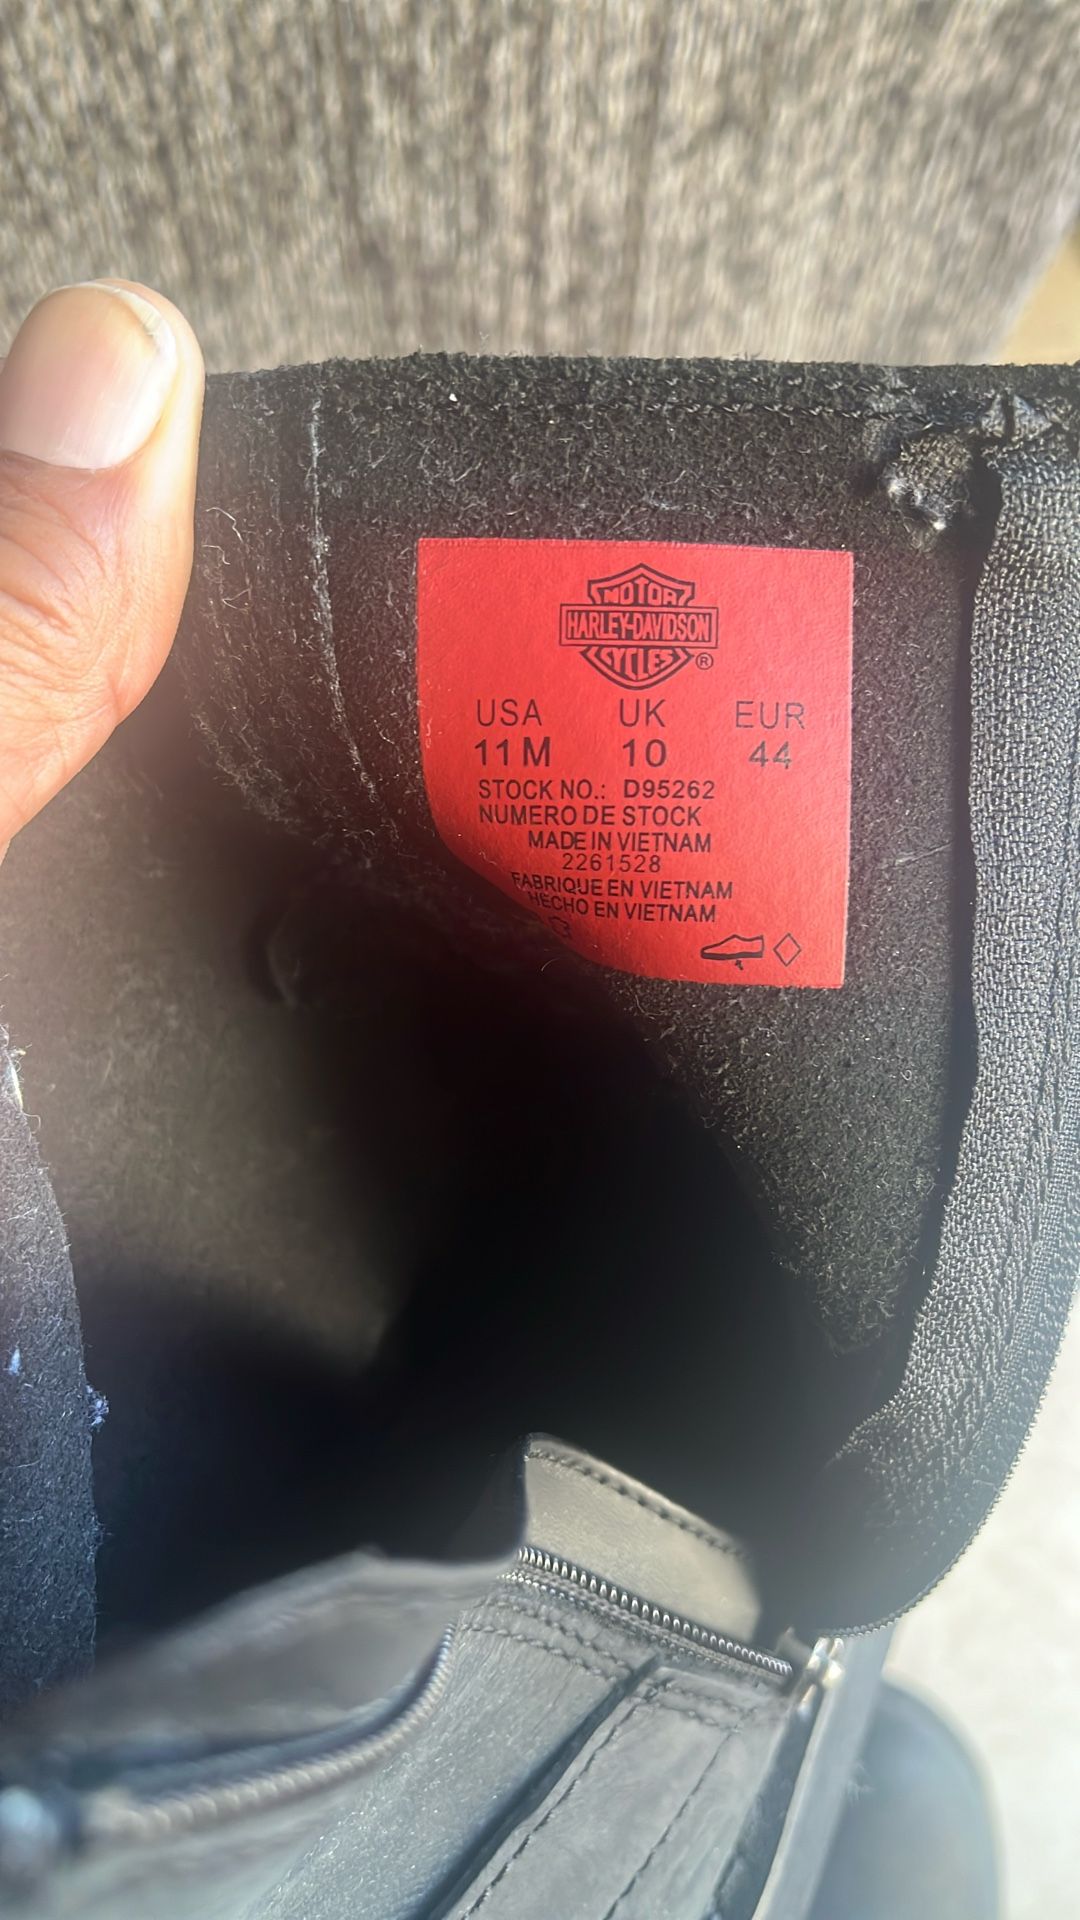 MOTOR
HARLEY-DAVIDSON
CYCLES ®
USA UK EUR
11 M 10 44
STOCK NO.: D95262
NUMERO DE STOCK
MADE IN VIETNAM
2261528
FABRIQUE EN VIETNAM
HECHO EN VIETNAM